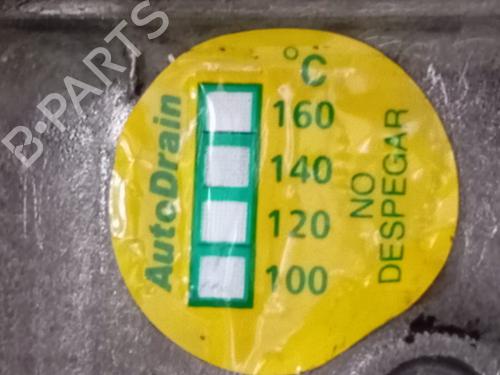 B-PARTS
AutoDrain
°C
160
140
120
100
NO
DESPEGAR